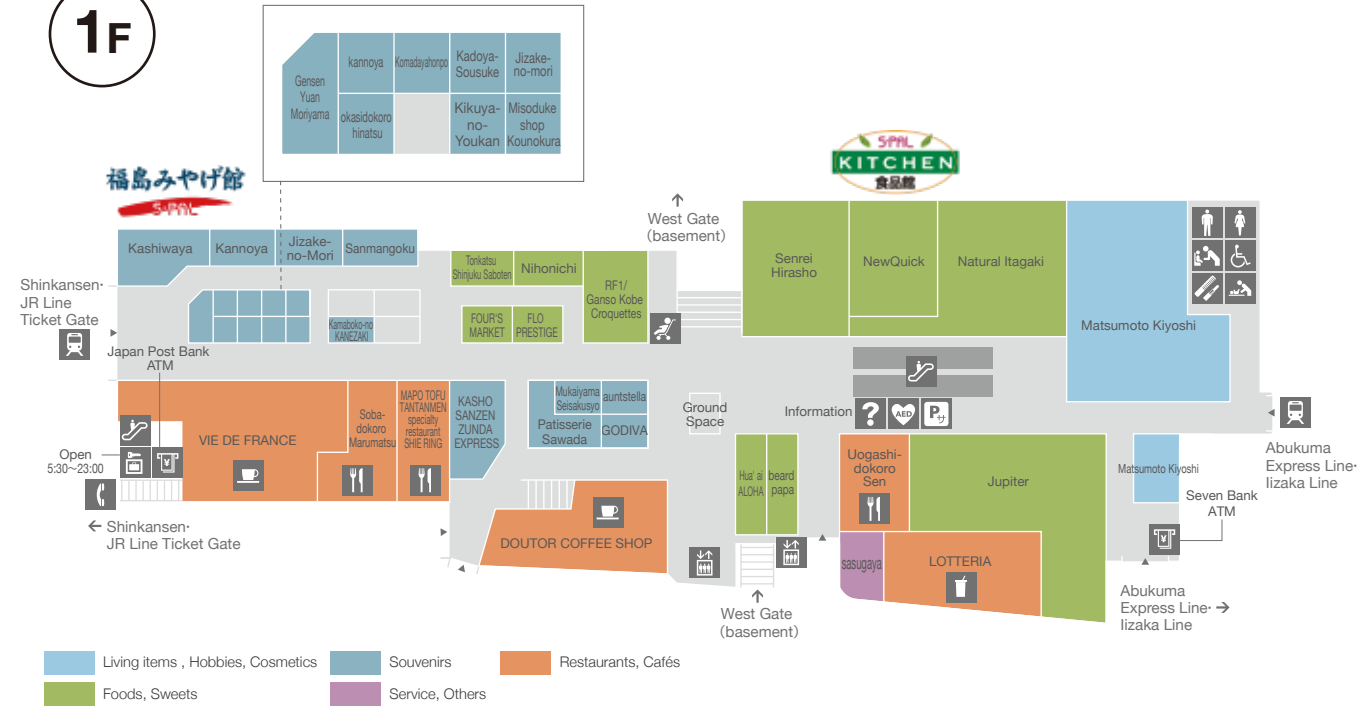 1F
Gensen
Yuan
Moriyama
kannoya
Komadayahonpo
Kadoya-
Sousuke
Jizake-
no-mori
okasidokoro
hinatsu
Kikuya-
no-
Youkan
Misoduke
shop
Kounokura
福島みやげ館
S-PAL
S-PAL
KITCHEN
食品館
West Gate
(basement)
Kashiwaya
Kannoya
Jizake-
no-Mori
Sanmangoku
Tonkatsu
Shinjuku Saboten
Nihonichi
RF1/
Ganso Kobe
Croquettes
Senrei
Hirasho
NewQuick
Natural Itagaki
Matsumoto Kiyoshi
Shinkansen·
JR Line
Ticket Gate
Kamaboko-no
KANEZAKI
FOUR'S
MARKET
FLO
PRESTIGE
Japan Post Bank
ATM
VIE DE FRANCE
Soba-
dokoro
Marumatsu
MAPO TOFU
TANTANMEN
specialty
restaurant
SHIE RING
KASHO
SANZEN
ZUNDA
EXPRESS
Mukaiyama
Seisakusyo
auntstella
Patisserie
Sawada
GODIVA
Ground
Space
Information
?
AED
Pサ
Open
5:30～23:00
¥
← Shinkansen·
JR Line Ticket Gate
DOUTOR COFFEE SHOP
Hua' ai
ALOHA
beard
papa
Uogashi-
dokoro
Sen
Jupiter
Matsumoto Kiyoshi
Abukuma
Express Line·
Iizaka Line
Seven Bank
ATM
¥
sasugaya
LOTTERIA
West Gate
(basement)
Abukuma
Express Line· →
Iizaka Line
Living items , Hobbies, Cosmetics
Souvenirs
Restaurants, Cafés
Foods, Sweets
Service, Others